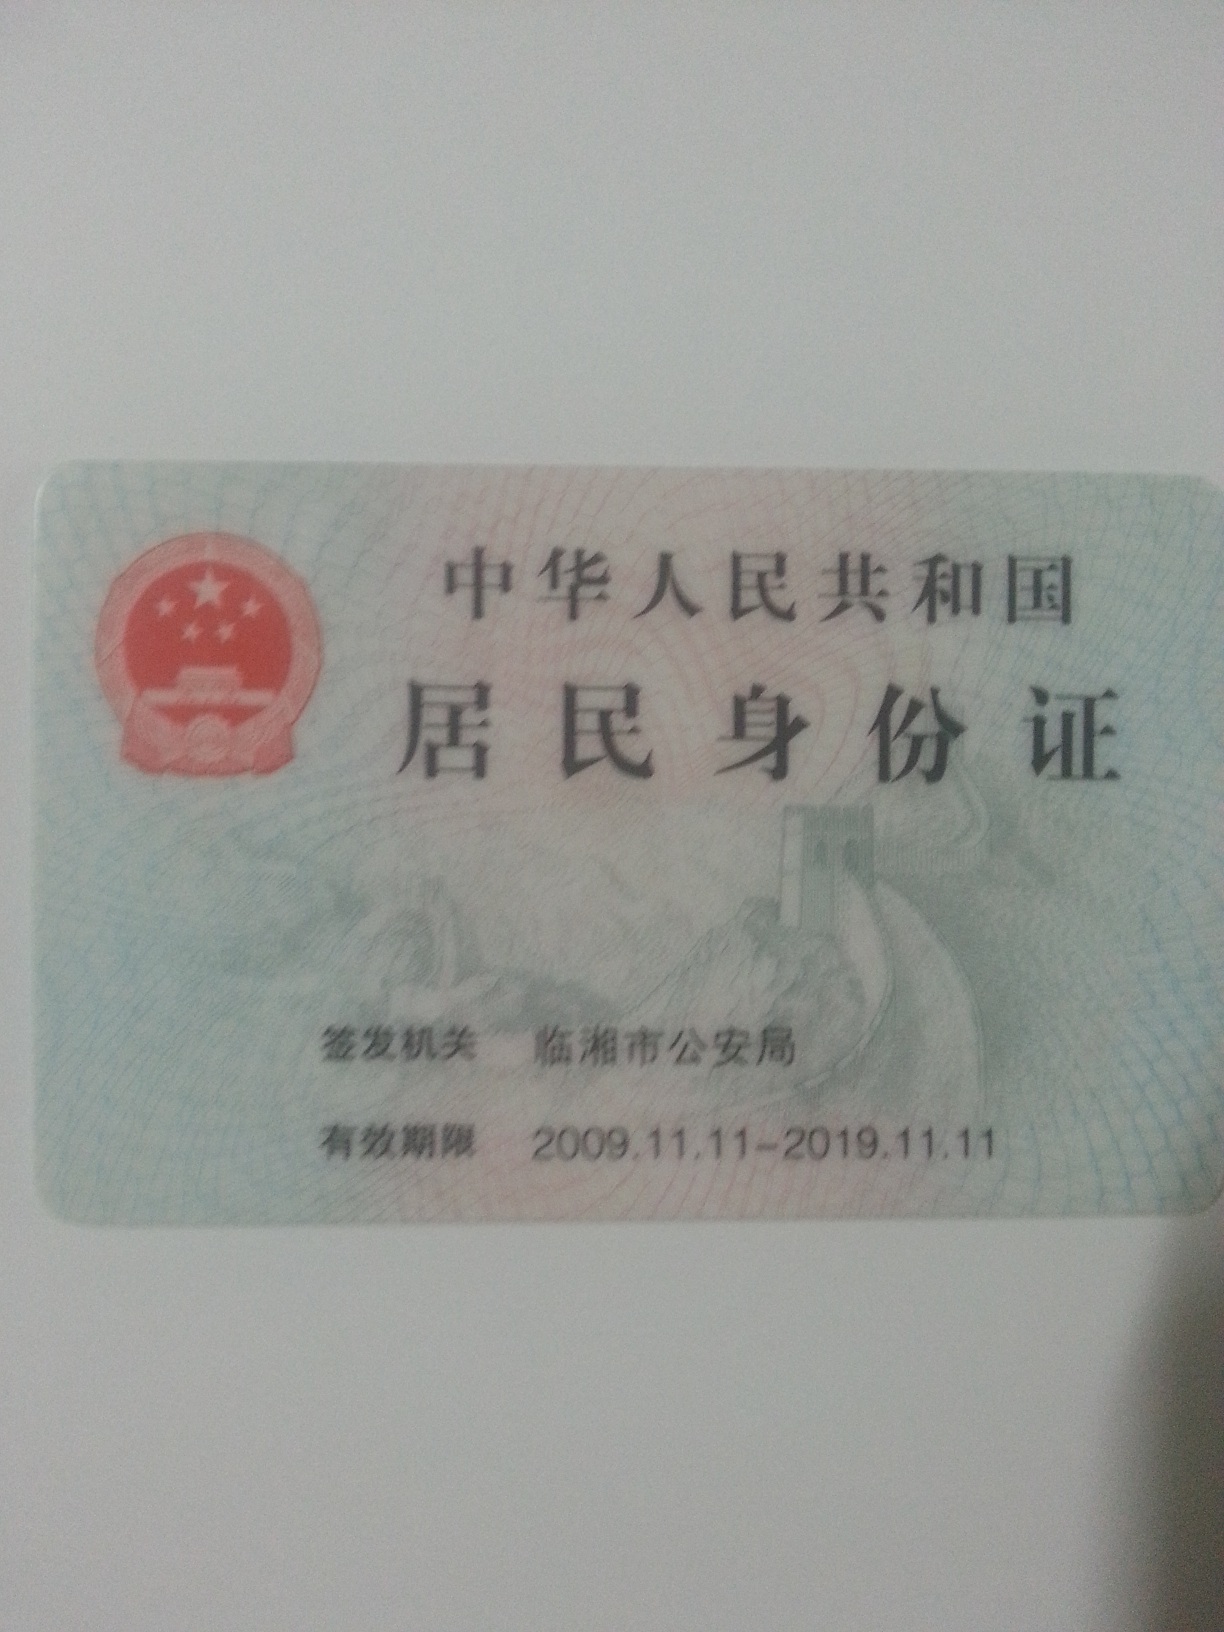 中华人民共和国
居民身份证
签发机关 临湘市公安局
有效期限 2009.11.11-2019.11.11